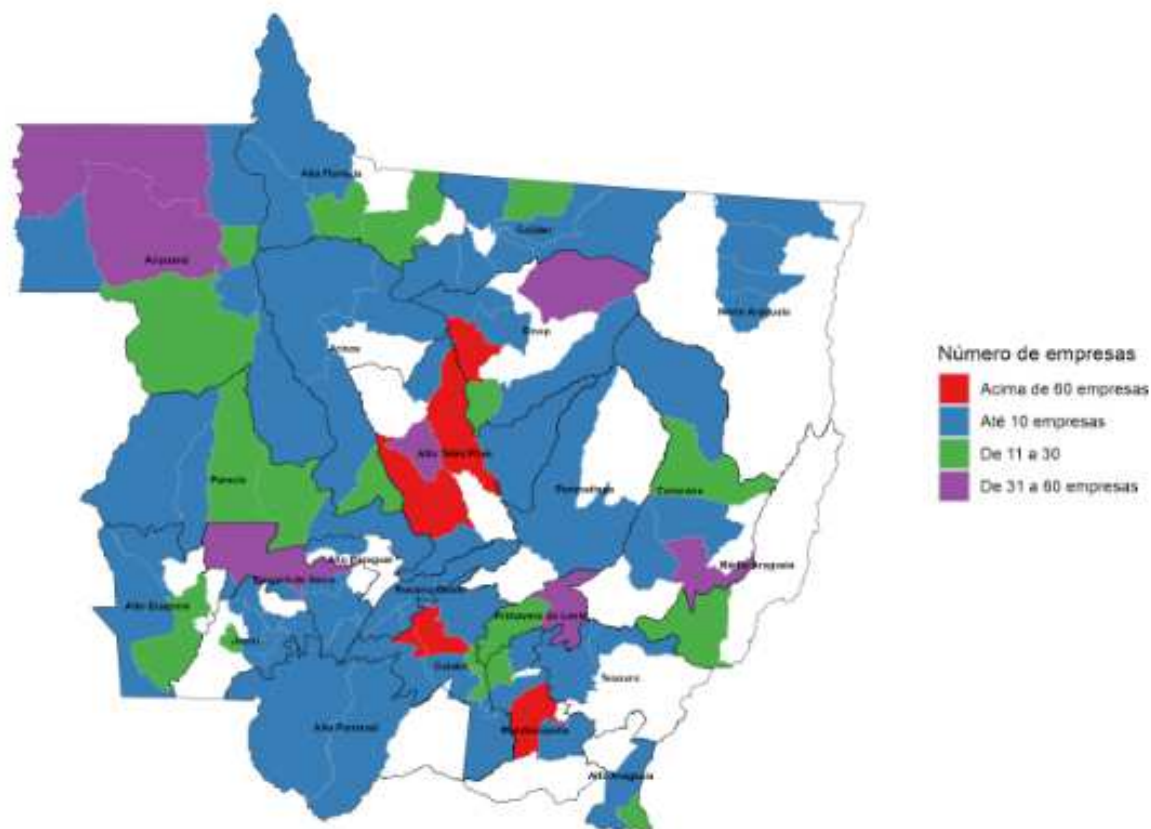 Alta Floresta
Colider
Aripuanã
Norte Araguaia
Sinop
Arinos
Alto Teles Pires
Parecis
Paranatinga
Canarana
Alto Paraguai
Médio Araguaia
Tangará da Serra
Rosário Oeste
Alto Guaporé
Primavera do Leste
Jauru
Cuiabá
Tesouro
Alto Pantanal
Rondonópolis
Alto Araguaia
Número de empresas
Acima de 60 empresas
Até 10 empresas
De 11 a 30
De 31 a 60 empresas